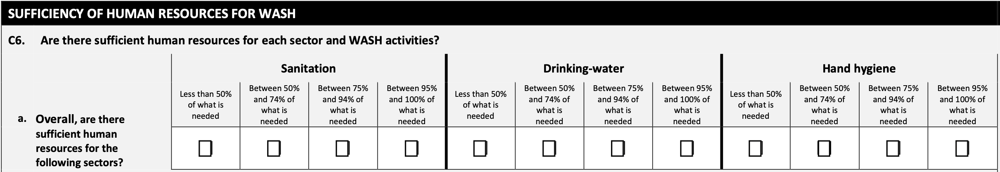 SUFFICIENCY OF HUMAN RESOURCES FOR WASH
C6. Are there sufficient human resources for each sector and WASH activities?
Sanitation Drinking-water Hand hygiene
Less than 50%
of what is
needed
Between 50%
and 74% of
what is
needed
Between 75%
and 94% of
what is
needed
Between 95%
and 100% of
what is
needed
Less than 50%
of what is
needed
Between 50%
and 74% of
what is
needed
Between 75%
and 94% of
what is
needed
Between 95%
and 100% of
what is
needed
Less than 50%
of what is
needed
Between 50%
and 74% of
what is
needed
Between 75%
and 94% of
what is
needed
Between 95%
and 100% of
what is
needed
a. Overall, are there
sufficient human
resources for the
following sectors?